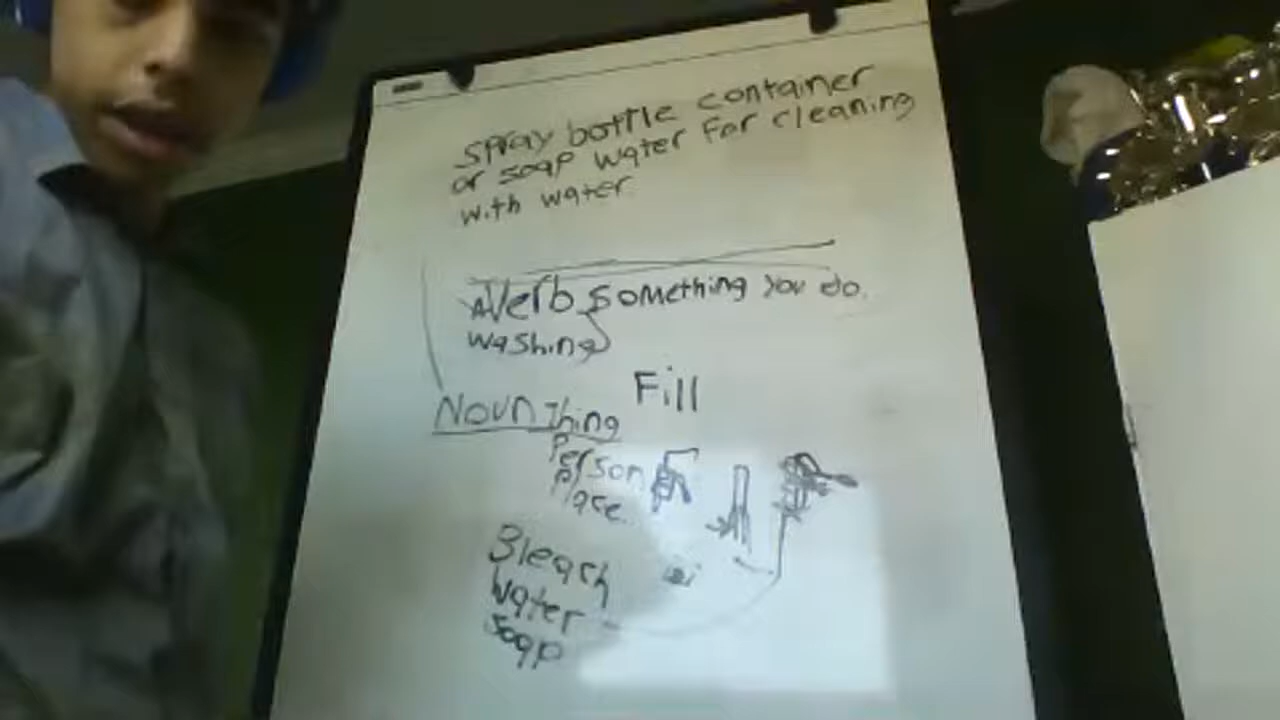 spray bottle container
or soap water for cleaning
with water.
A Verb something you do.
washing
Fill
Noun Thing
Person
Place.
Bleach
water
soap